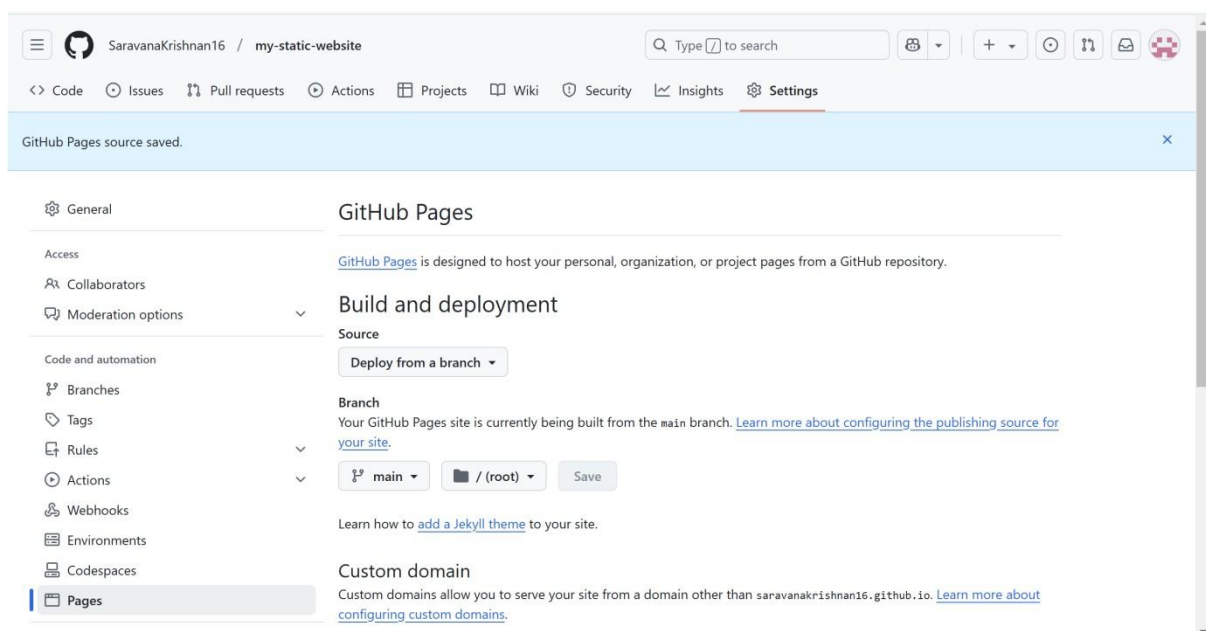 SaravanaKrishnan16 / my-static-website
Type / to search
<> Code Issues Pull requests Actions Projects Wiki Security Insights Settings
GitHub Pages source saved.
General
Access
Collaborators
Moderation options
Code and automation
Branches
Tags
Rules
Actions
Webhooks
Environments
Codespaces
Pages
GitHub Pages
GitHub Pages is designed to host your personal, organization, or project pages from a GitHub repository.
Build and deployment
Source
Deploy from a branch
Branch
Your GitHub Pages site is currently being built from the main branch. Learn more about configuring the publishing source for
your site.
main / (root) Save
Learn how to add a Jekyll theme to your site.
Custom domain
Custom domains allow you to serve your site from a domain other than saravanakrishnan16.github.io. Learn more about
configuring custom domains.